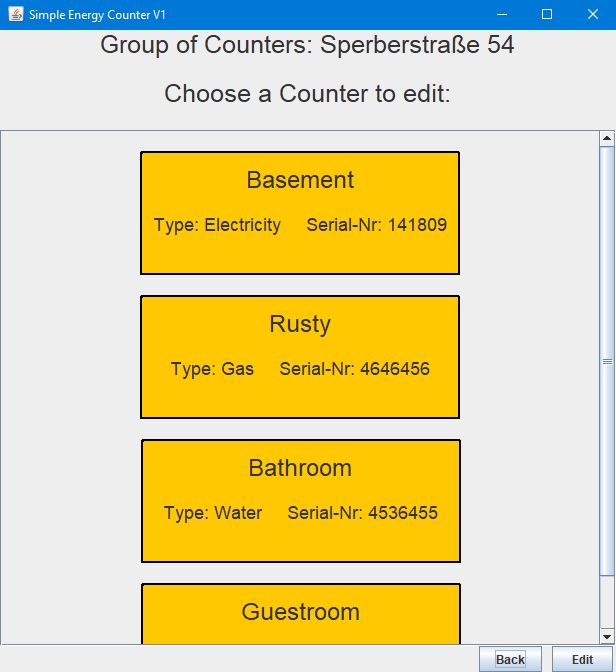 Simple Energy Counter V1
Group of Counters: Sperberstraße 54
Choose a Counter to edit:
Basement
Type: Electricity Serial-Nr: 141809
Rusty
Type: Gas Serial-Nr: 4646456
Bathroom
Type: Water Serial-Nr: 4536455
Guestroom
Back Edit